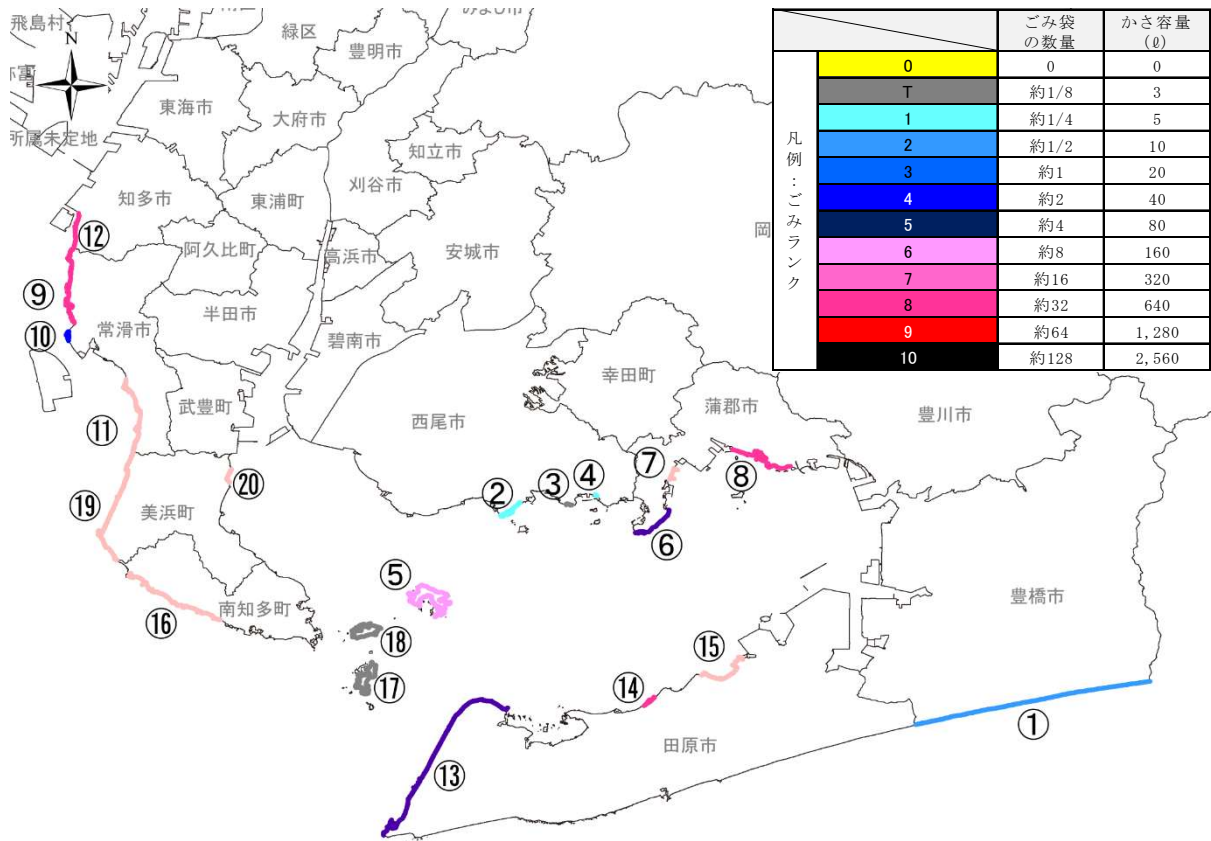 飛島村
緑区
豊明市
みよし市
N
弥富
東海市
大府市
所属未定地
知立市
知多市
東浦町
刈谷市
岡
⑫
阿久比町
高浜市
安城市
⑨
半田市
常滑市
⑩
碧南市
幸田町
蒲郡市
武豊町
西尾市
豊川市
⑪
⑳
②
③
④
⑦
⑧
⑲
美浜町
⑥
⑤
豊橋市
⑯
南知多町
⑱
⑮
⑰
⑭
①
田原市
⑬
ごみ袋の数量
かさ容量(ℓ)
凡例:ごみランク
0 0 0
T 約1/8 3
1 約1/4 5
2 約1/2 10
3 約1 20
4 約2 40
5 約4 80
6 約8 160
7 約16 320
8 約32 640
9 約64 1,280
10 約128 2,560